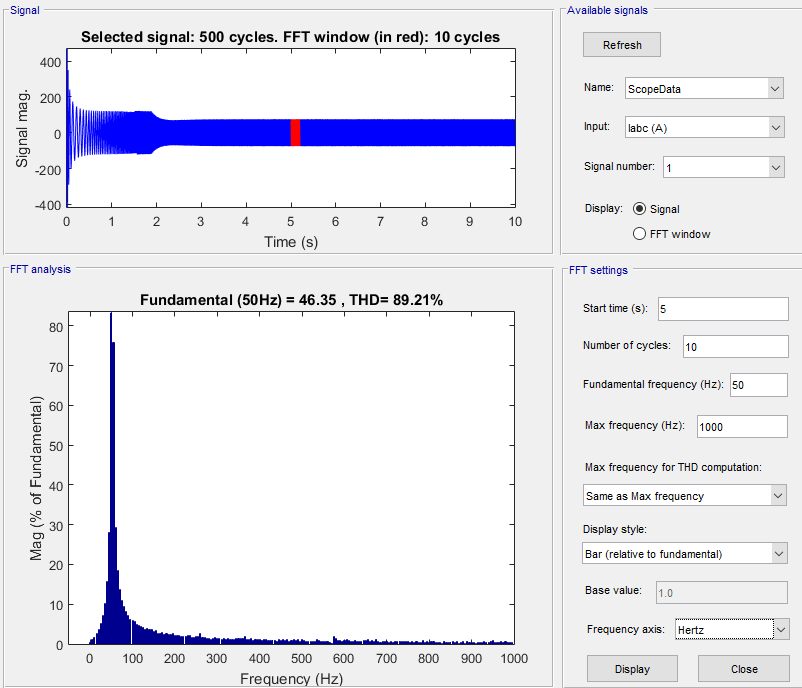 Signal
Selected signal: 500 cycles. FFT window (in red): 10 cycles
400
200
0
-200
-400
Signal mag.
0 1 2 3 4 5 6 7 8 9 10
Time (s)
Available signals
Refresh
Name: ScopeData
Input: Iabc (A)
Signal number: 1
Display: Signal
FFT window
FFT analysis
Fundamental (50Hz) = 46.35 , THD= 89.21%
80
70
60
50
40
30
20
10
0
Mag (% of Fundamental)
0 100 200 300 400 500 600 700 800 900 1000
Frequency (Hz)
FFT settings
Start time (s): 5
Number of cycles: 10
Fundamental frequency (Hz): 50
Max frequency (Hz): 1000
Max frequency for THD computation:
Same as Max frequency
Display style:
Bar (relative to fundamental)
Base value: 1.0
Frequency axis: Hertz
Display Close